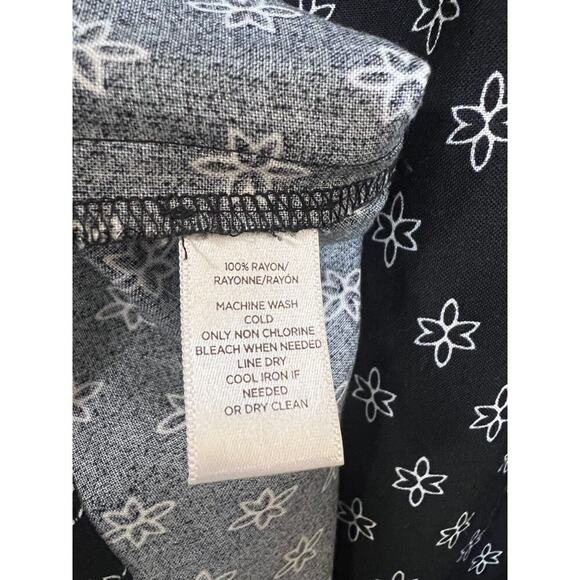 100% RAYON/
RAYONNE/RAYÓN
MACHINE WASH
COLD
ONLY NON CHLORINE
BLEACH WHEN NEEDED
LINE DRY
COOL IRON IF
NEEDED
OR DRY CLEAN